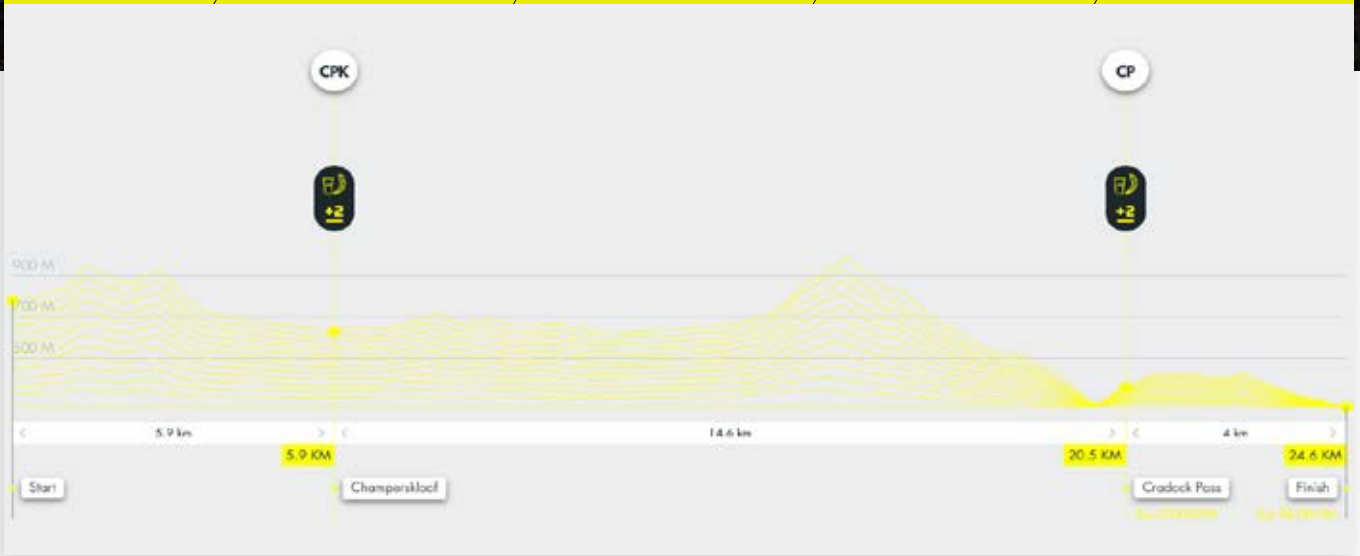 CPK
CP
+2
+2
900 M
700 M
500 M
5.9 km
14.6 km
4 km
5.9 KM
20.5 KM
24.6 KM
Start
Champerskloof
Cradock Pass
Finish